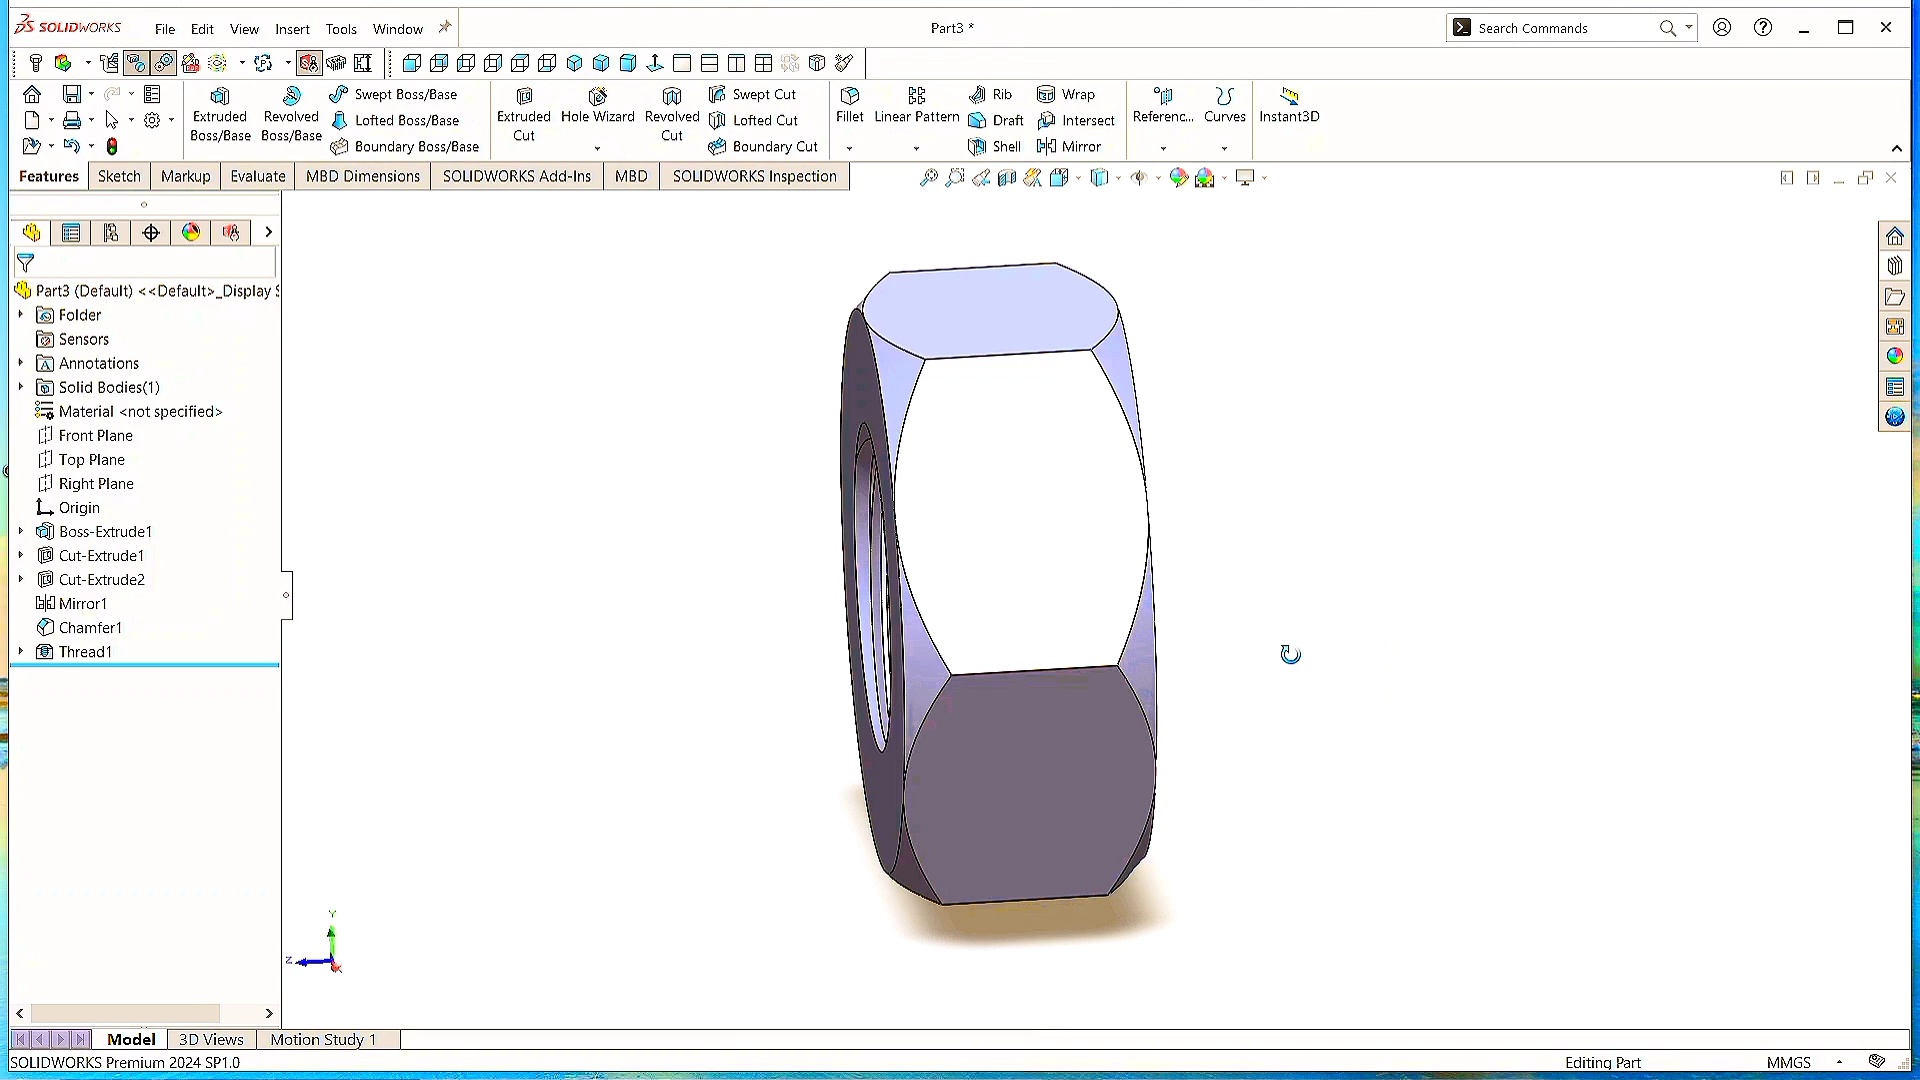 SOLIDWORKS File Edit View Insert Tools Window Part3 * Search Commands
Extruded Boss/Base
Revolved Boss/Base
Swept Boss/Base
Lofted Boss/Base
Boundary Boss/Base
Extruded Cut
Hole Wizard
Revolved Cut
Swept Cut
Lofted Cut
Boundary Cut
Fillet
Linear Pattern
Rib
Draft
Shell
Wrap
Intersect
Mirror
Referenc...
Curves
Instant3D
Features Sketch Markup Evaluate MBD Dimensions SOLIDWORKS Add-Ins MBD SOLIDWORKS Inspection
Part3 (Default) <<Default>_Display
Folder
Sensors
Annotations
Solid Bodies(1)
Material <not specified>
Front Plane
Top Plane
Right Plane
Origin
Boss-Extrude1
Cut-Extrude1
Cut-Extrude2
Mirror1
Chamfer1
Thread1
Y
Z
Model 3D Views Motion Study 1
SOLIDWORKS Premium 2024 SP1.0 Editing Part MMGS